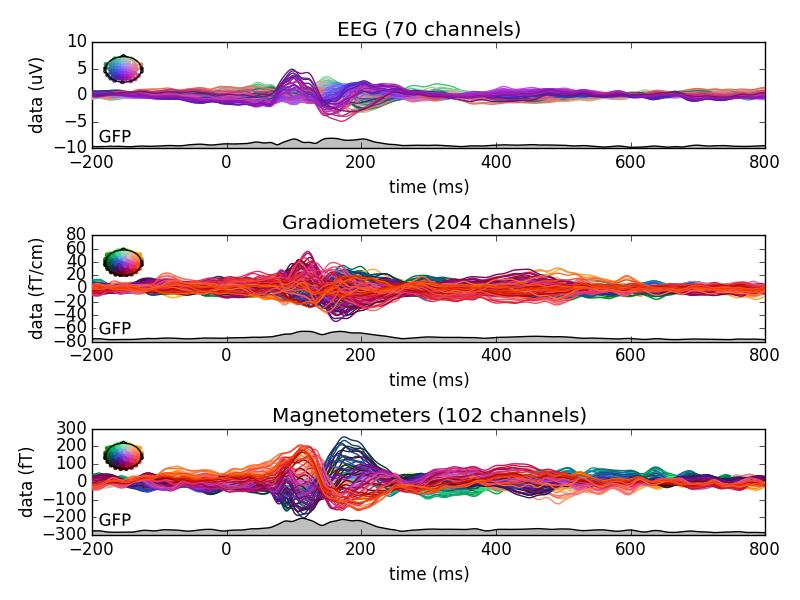 EEG (70 channels)
data (uV)
10
5
0
−5
−10
GFP
−200 0 200 400 600 800
time (ms)
Gradiometers (204 channels)
data (fT/cm)
80
60
40
20
0
−20
−40
−60
−80
GFP
−200 0 200 400 600 800
time (ms)
Magnetometers (102 channels)
data (fT)
300
200
100
0
−100
−200
−300
GFP
−200 0 200 400 600 800
time (ms)